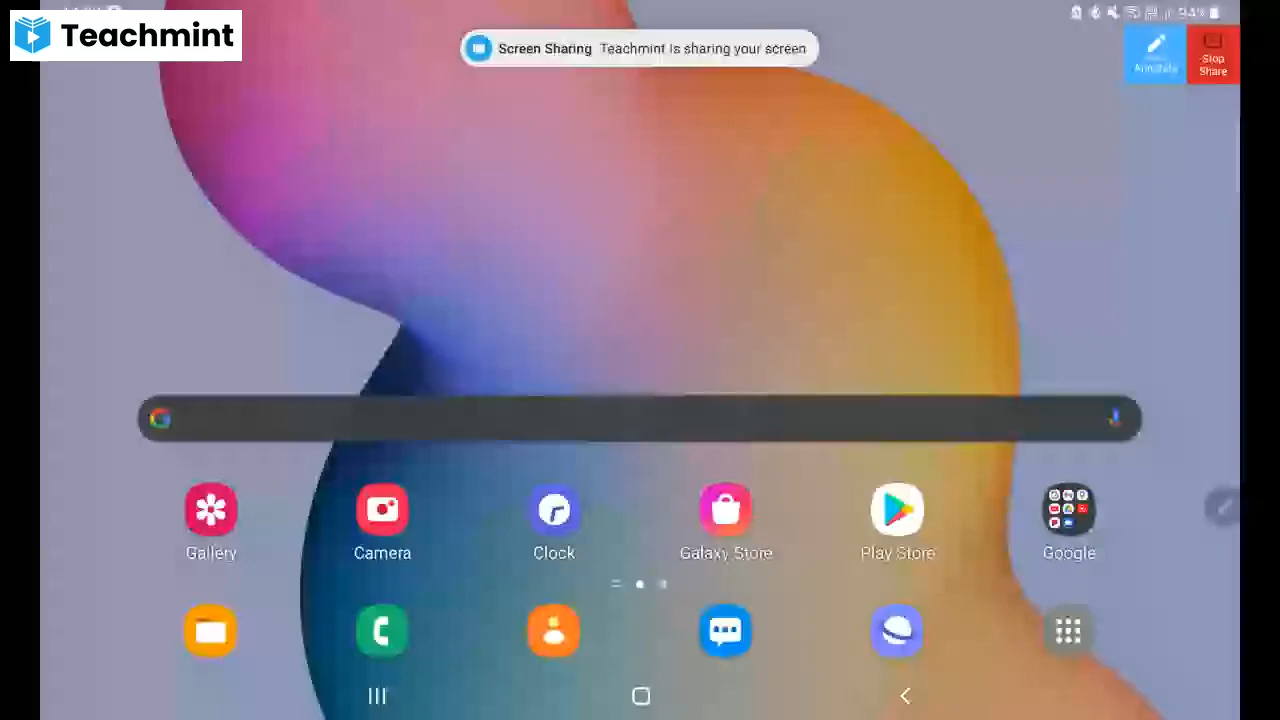 Teachmint
94%
Screen Sharing Teachmint is sharing your screen
Annotate
Stop
Share
Gallery
Camera
Clock
Galaxy Store
Play Store
Google